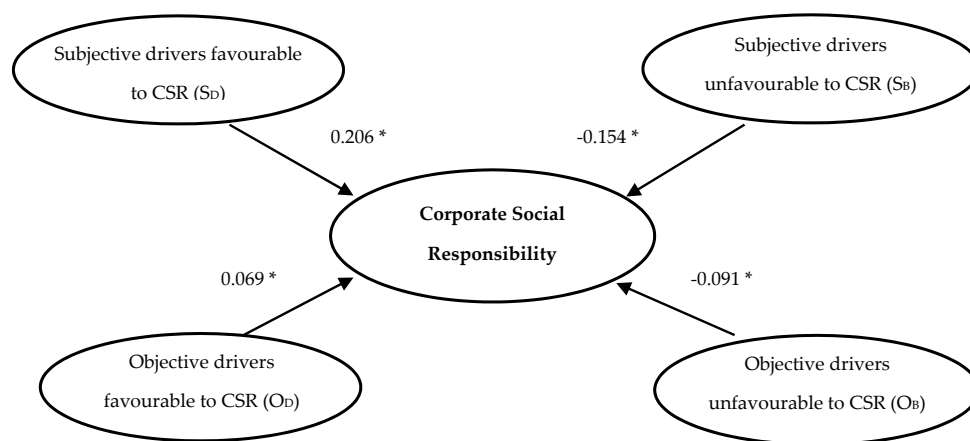 Subjective drivers favourable
to CSR (SD)
Subjective drivers
unfavourable to CSR (SB)
0.206 *
-0.154 *
Corporate Social
Responsibility
0.069 *
-0.091 *
Objective drivers
favourable to CSR (OD)
Objective drivers
unfavourable to CSR (OB)